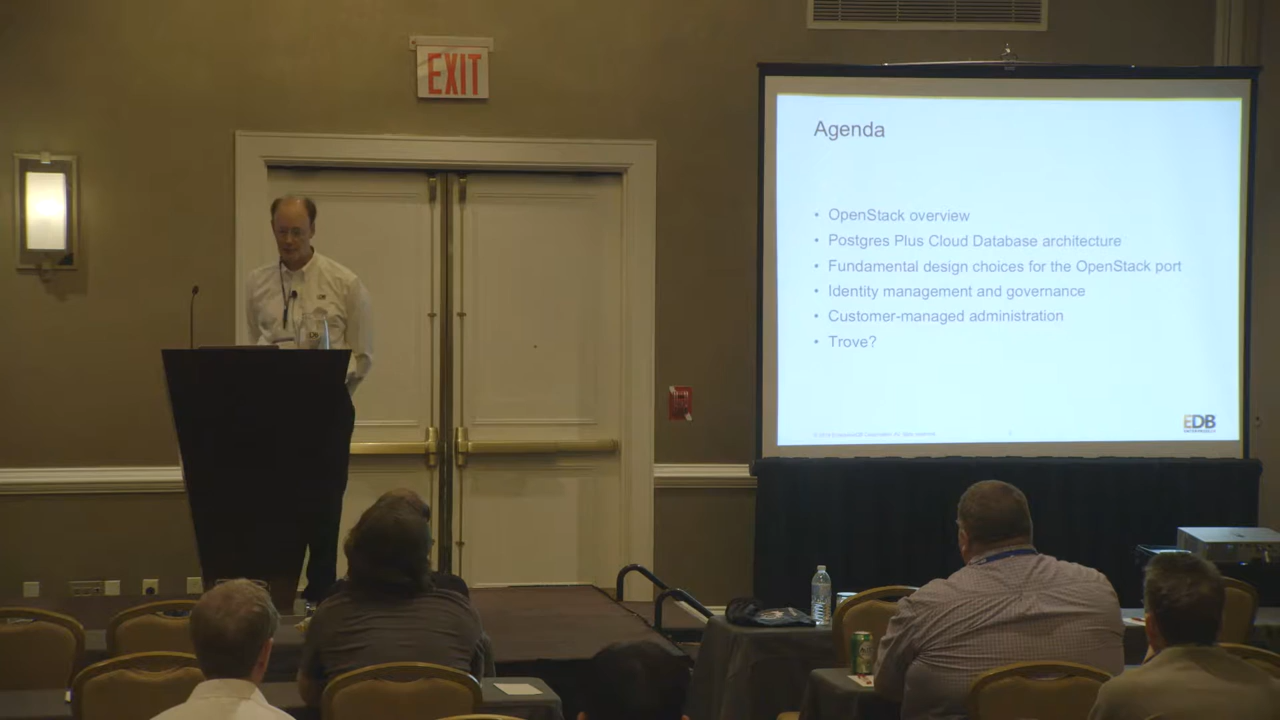 EXIT
Agenda
• OpenStack overview
• Postgres Plus Cloud Database architecture
• Fundamental design choices for the OpenStack port
• Identity management and governance
• Customer-managed administration
• Trove?
EDB